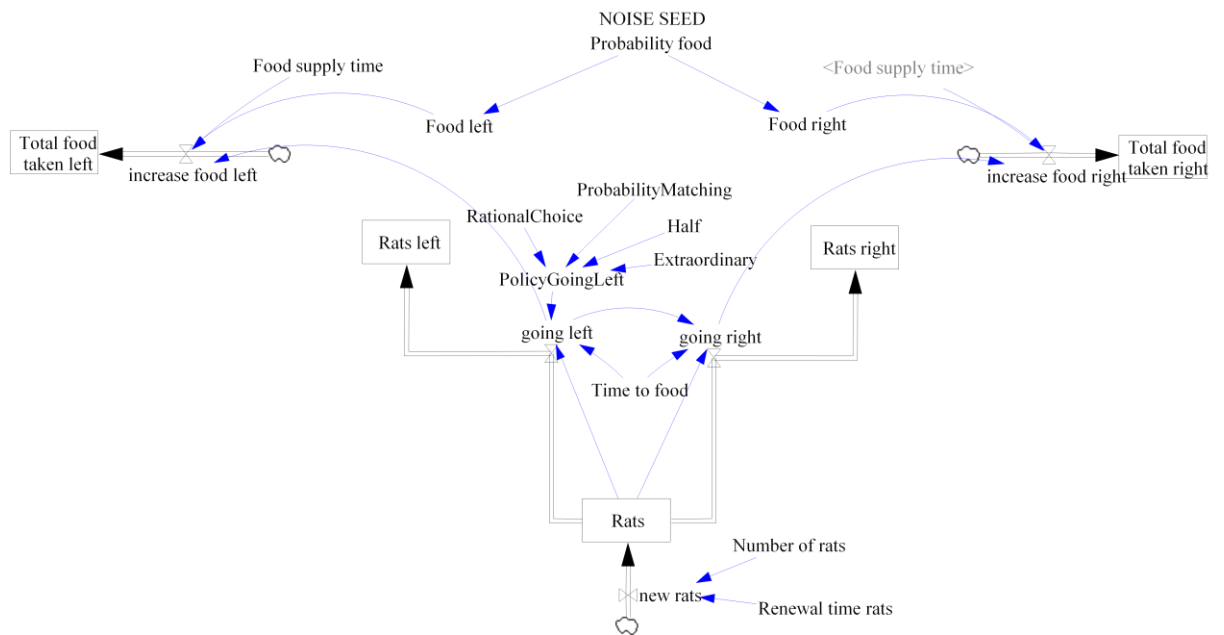 NOISE SEED
Probability food
Food supply time
<Food supply time>
Food left
Food right
Total food
taken left
increase food left
increase food right
Total food
taken right
ProbabilityMatching
RationalChoice
Half
Rats left
Extraordinary
Rats right
PolicyGoingLeft
going left
going right
Time to food
Rats
Number of rats
new rats
Renewal time rats